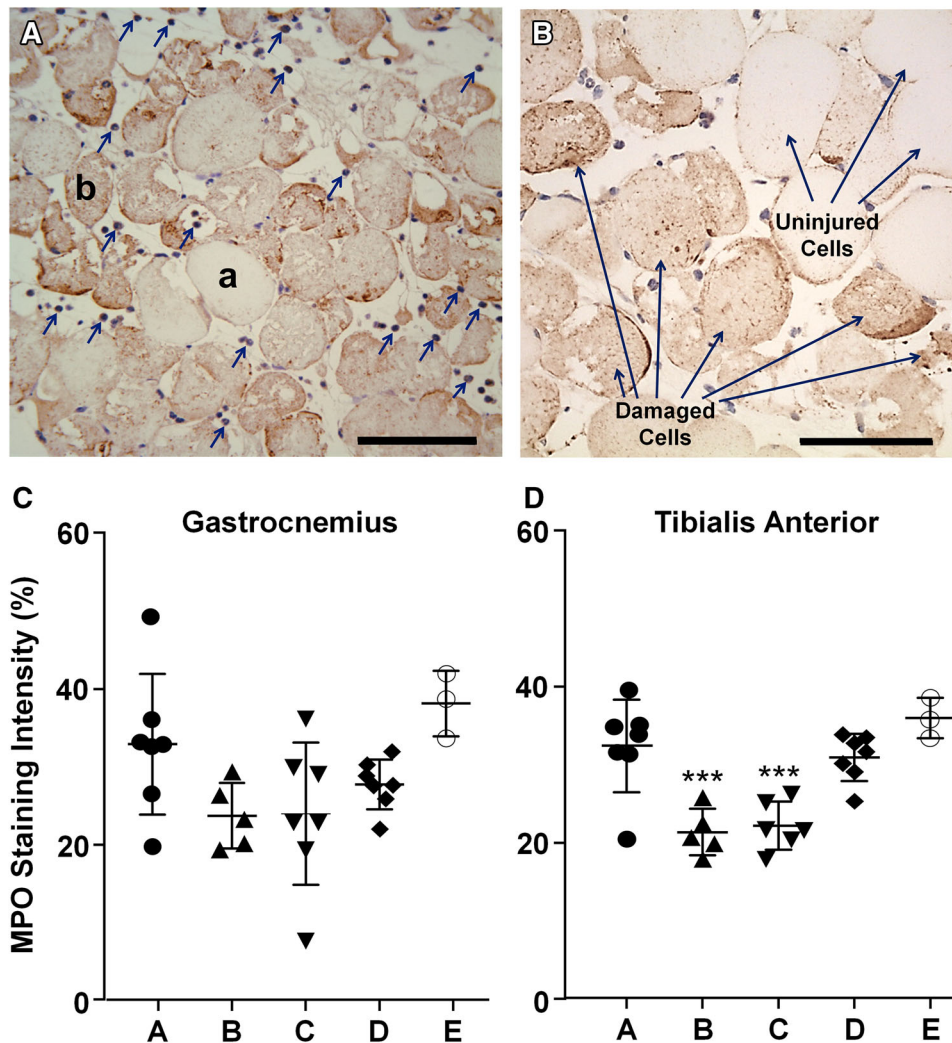 A
b
a
B
Uninjured
Cells
Damaged
Cells
C
Gastrocnemius
MPO Staining Intensity (%)
60
40
20
0
A B C D E
D
Tibialis Anterior
60
40
20
0
*** ***
A B C D E